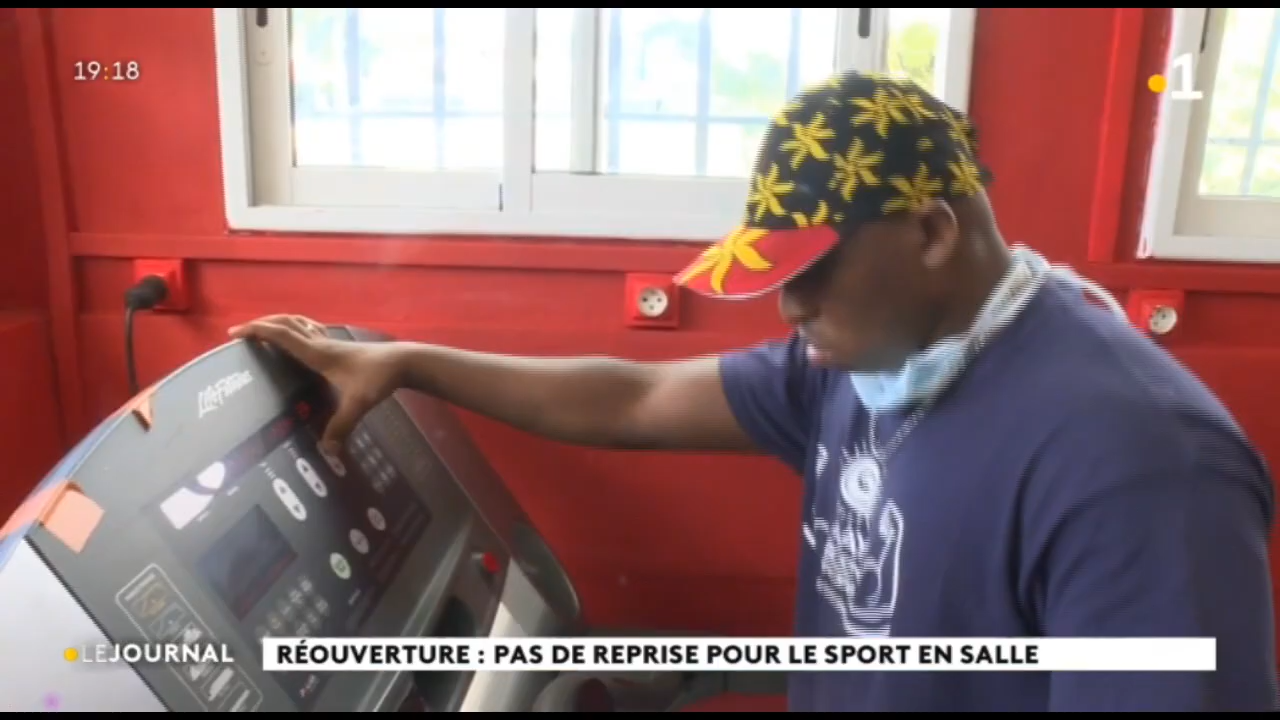 19:18
1
LifeFitness
LEJOURNAL
RÉOUVERTURE : PAS DE REPRISE POUR LE SPORT EN SALLE